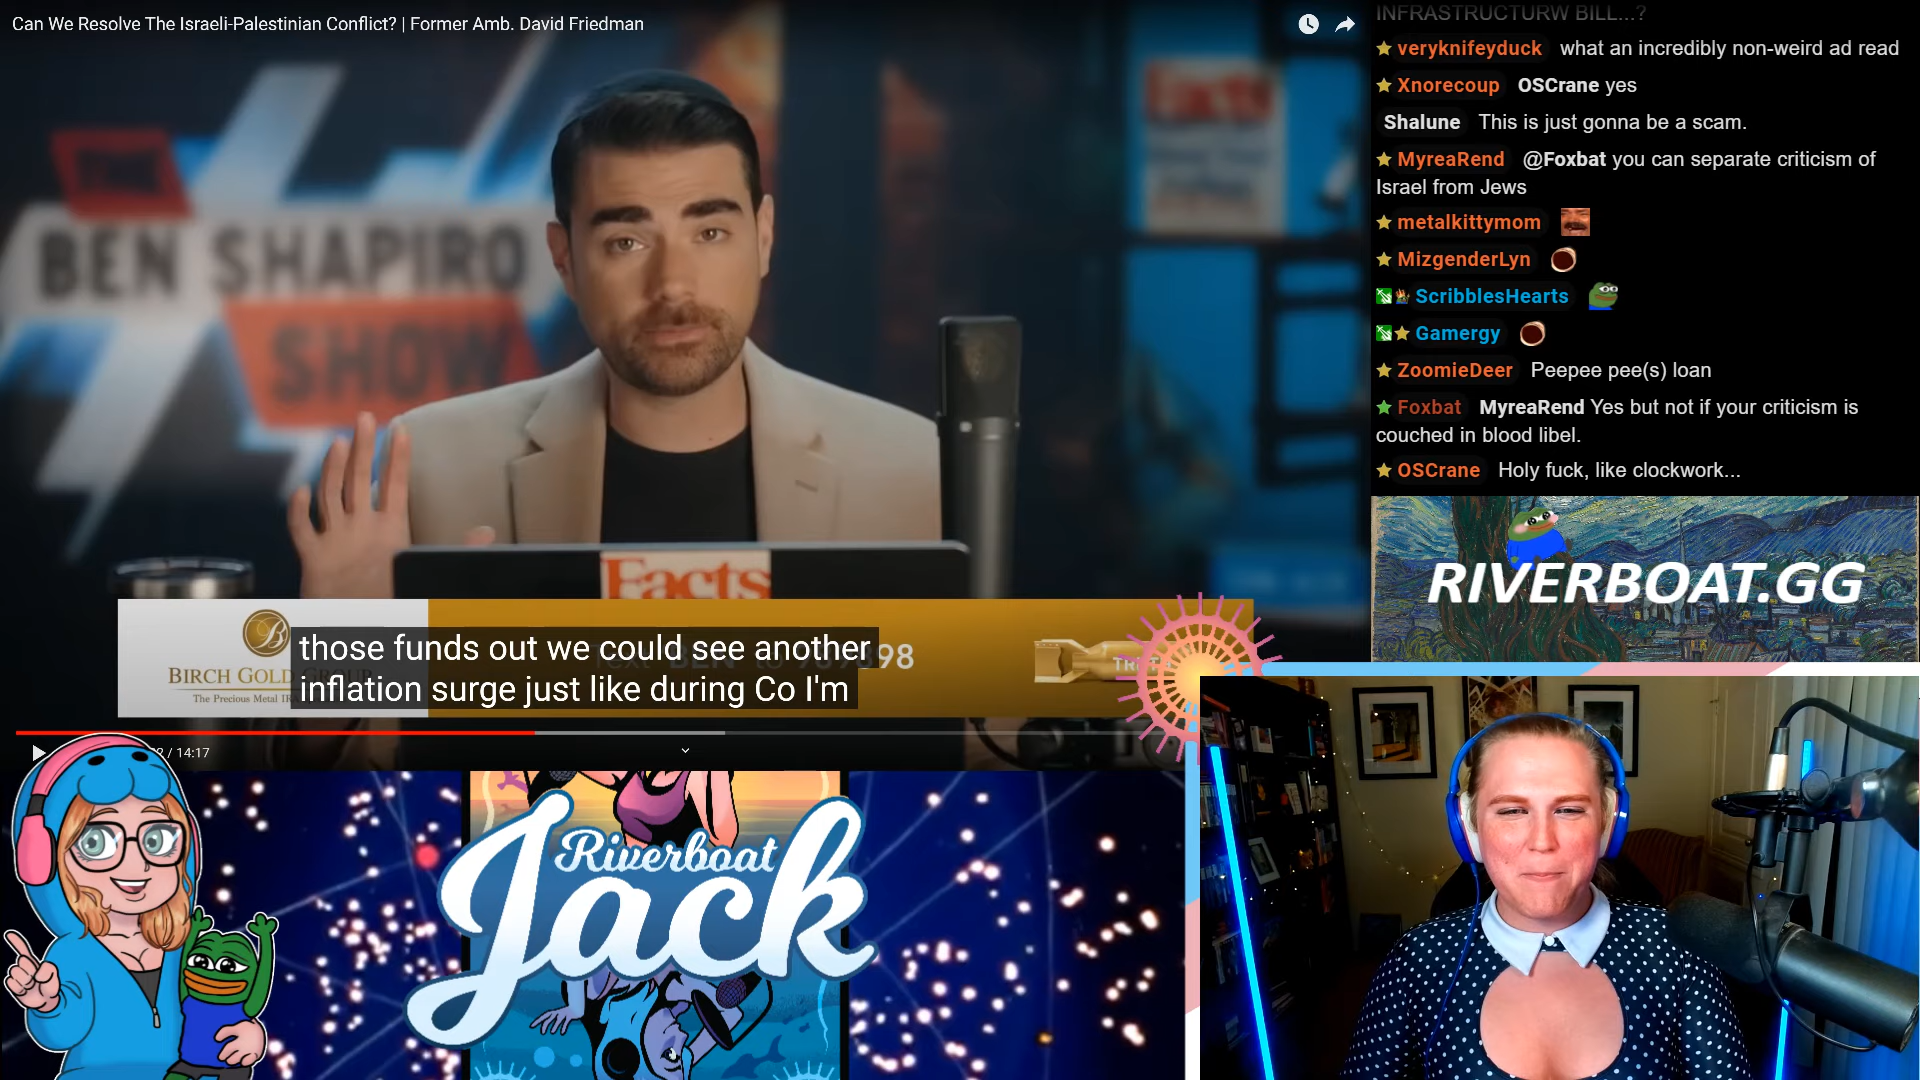 Can We Resolve The Israeli-Palestinian Conflict? | Former Amb. David Friedman
BEN SHAPIRO
SHOW
Facts
BIRCH GOLD
The Precious Metal
98
those funds out we could see another
inflation surge just like during Co I'm
/ 14:17
INFRASTRUCTURW BILL...?
veryknifeyduck what an incredibly non-weird ad read
Xnorecoup OSCrane yes
Shalune This is just gonna be a scam.
MyreaRend @Foxbat you can separate criticism of
Israel from Jews
metalkittymom
MizgenderLyn
ScribblesHearts
Gamergy
ZoomieDeer Peepee pee(s) loan
Foxbat MyreaRend Yes but not if your criticism is
couched in blood libel.
OSCrane Holy fuck, like clockwork...
RIVERBOAT.GG
Riverboat
Jack